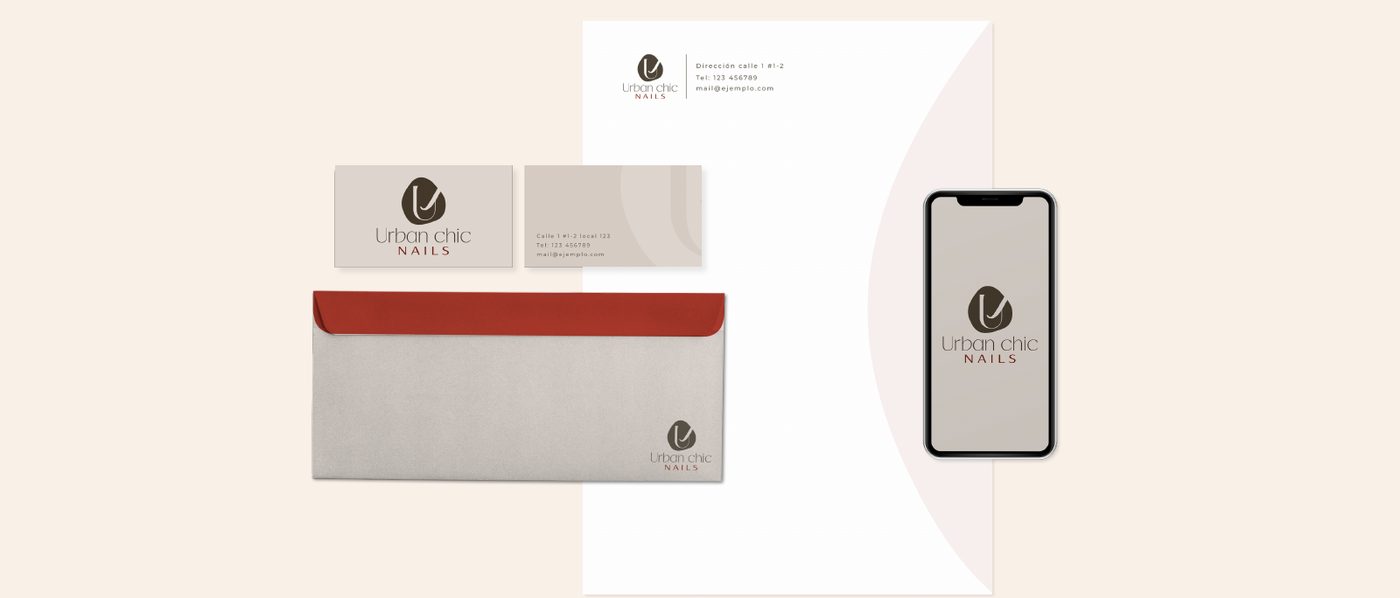 Urban chic
NAILS
Dirección calle 1 #1-2
Tel: 123 456789
mail@ejemplo.com
Urban chic
NAILS
Calle 1 #1-2 local 123
Tel: 123 456789
mail@ejemplo.com
Urban chic
NAILS
Urban chic
NAILS